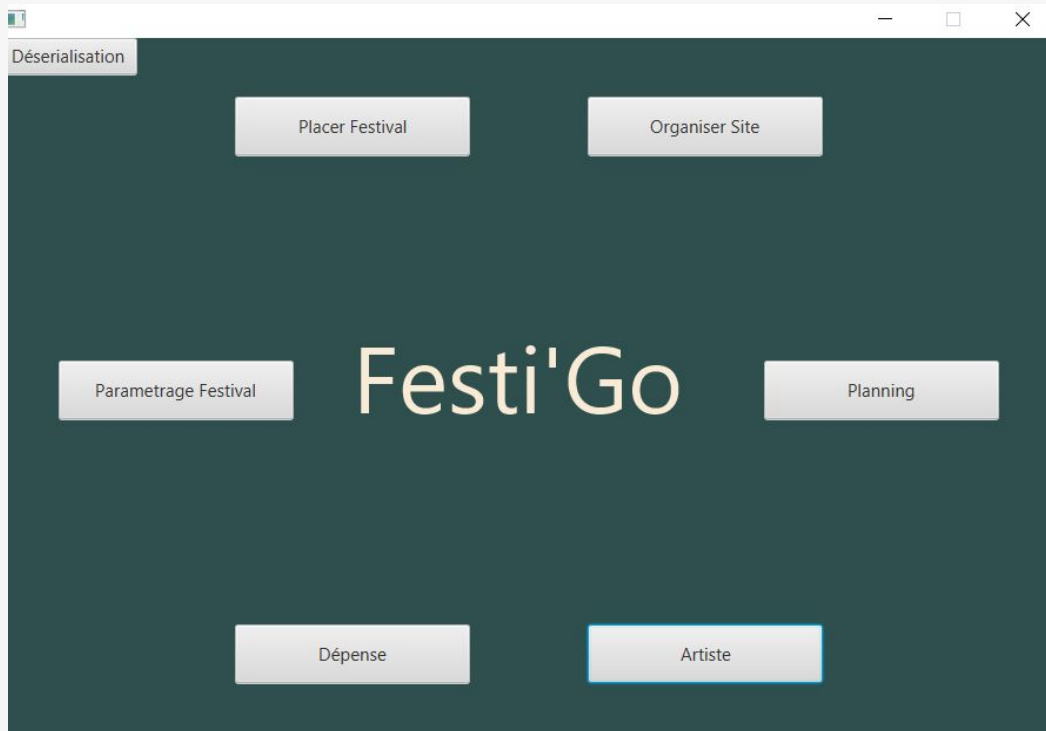 Déserialisation
Placer Festival
Organiser Site
Parametrage Festival
Festi'Go
Planning
Dépense
Artiste